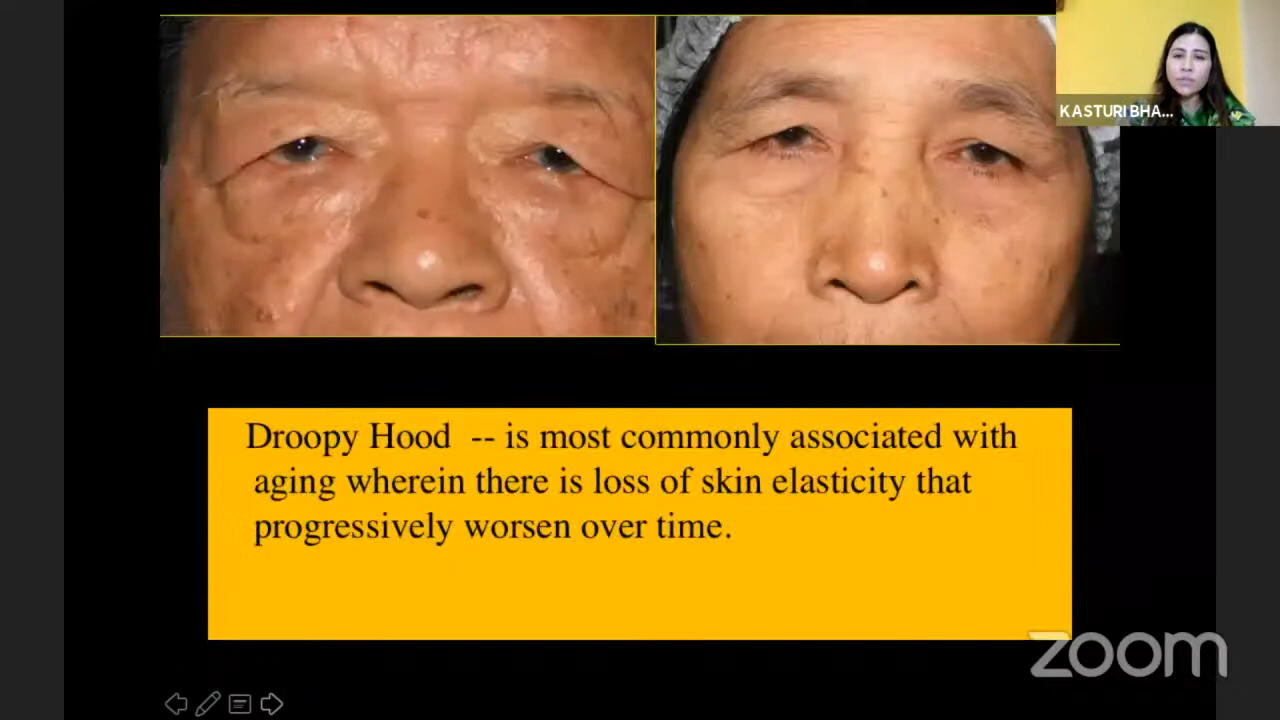 KASTURI BHA...
Droopy Hood -- is most commonly associated with
aging wherein there is loss of skin elasticity that
progressively worsen over time.
zoom